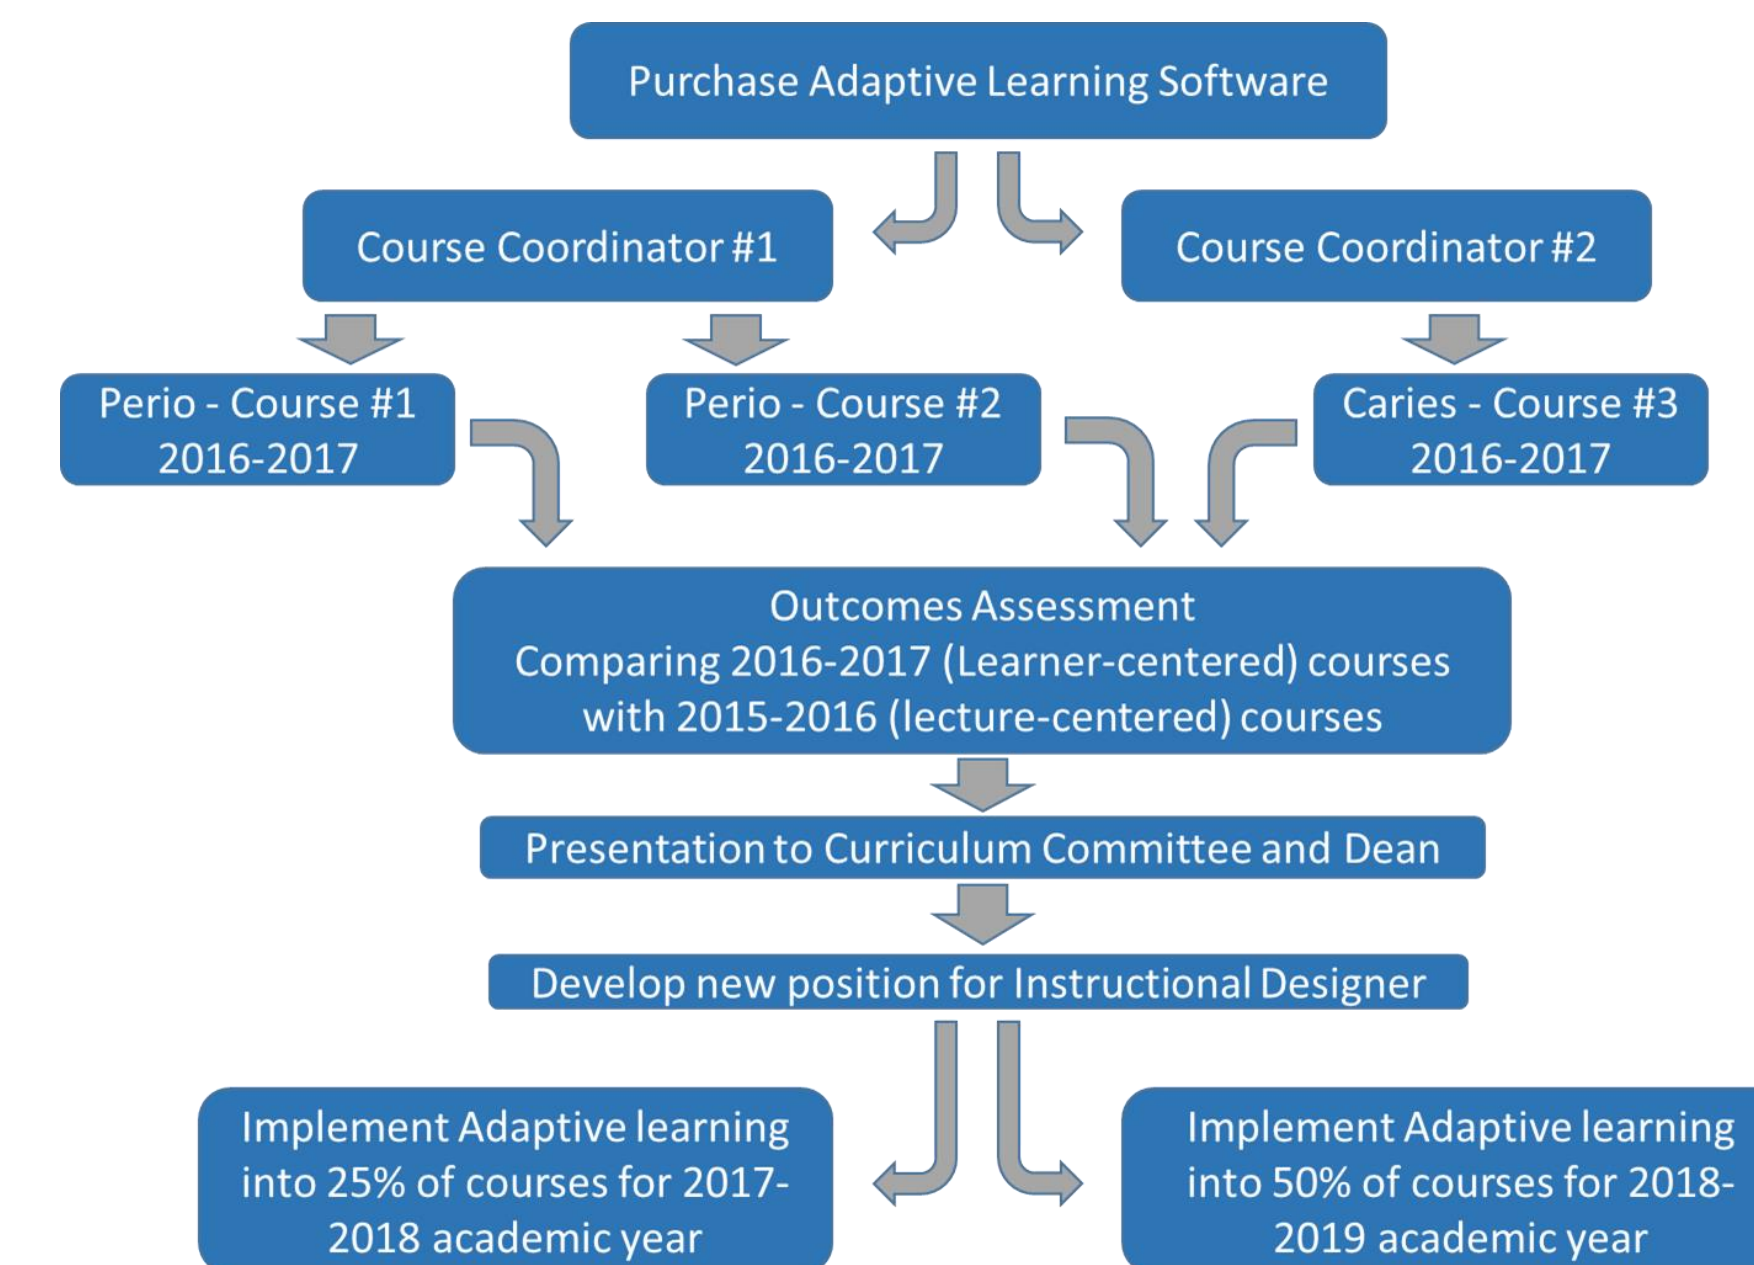 Purchase Adaptive Learning Software
Course Coordinator #1
Course Coordinator #2
Perio - Course #1
2016-2017
Perio - Course #2
2016-2017
Caries - Course #3
2016-2017
Outcomes Assessment
Comparing 2016-2017 (Learner-centered) courses
with 2015-2016 (lecture-centered) courses
Presentation to Curriculum Committee and Dean
Develop new position for Instructional Designer
Implement Adaptive learning
into 25% of courses for 2017-
2018 academic year
Implement Adaptive learning
into 50% of courses for 2018-
2019 academic year